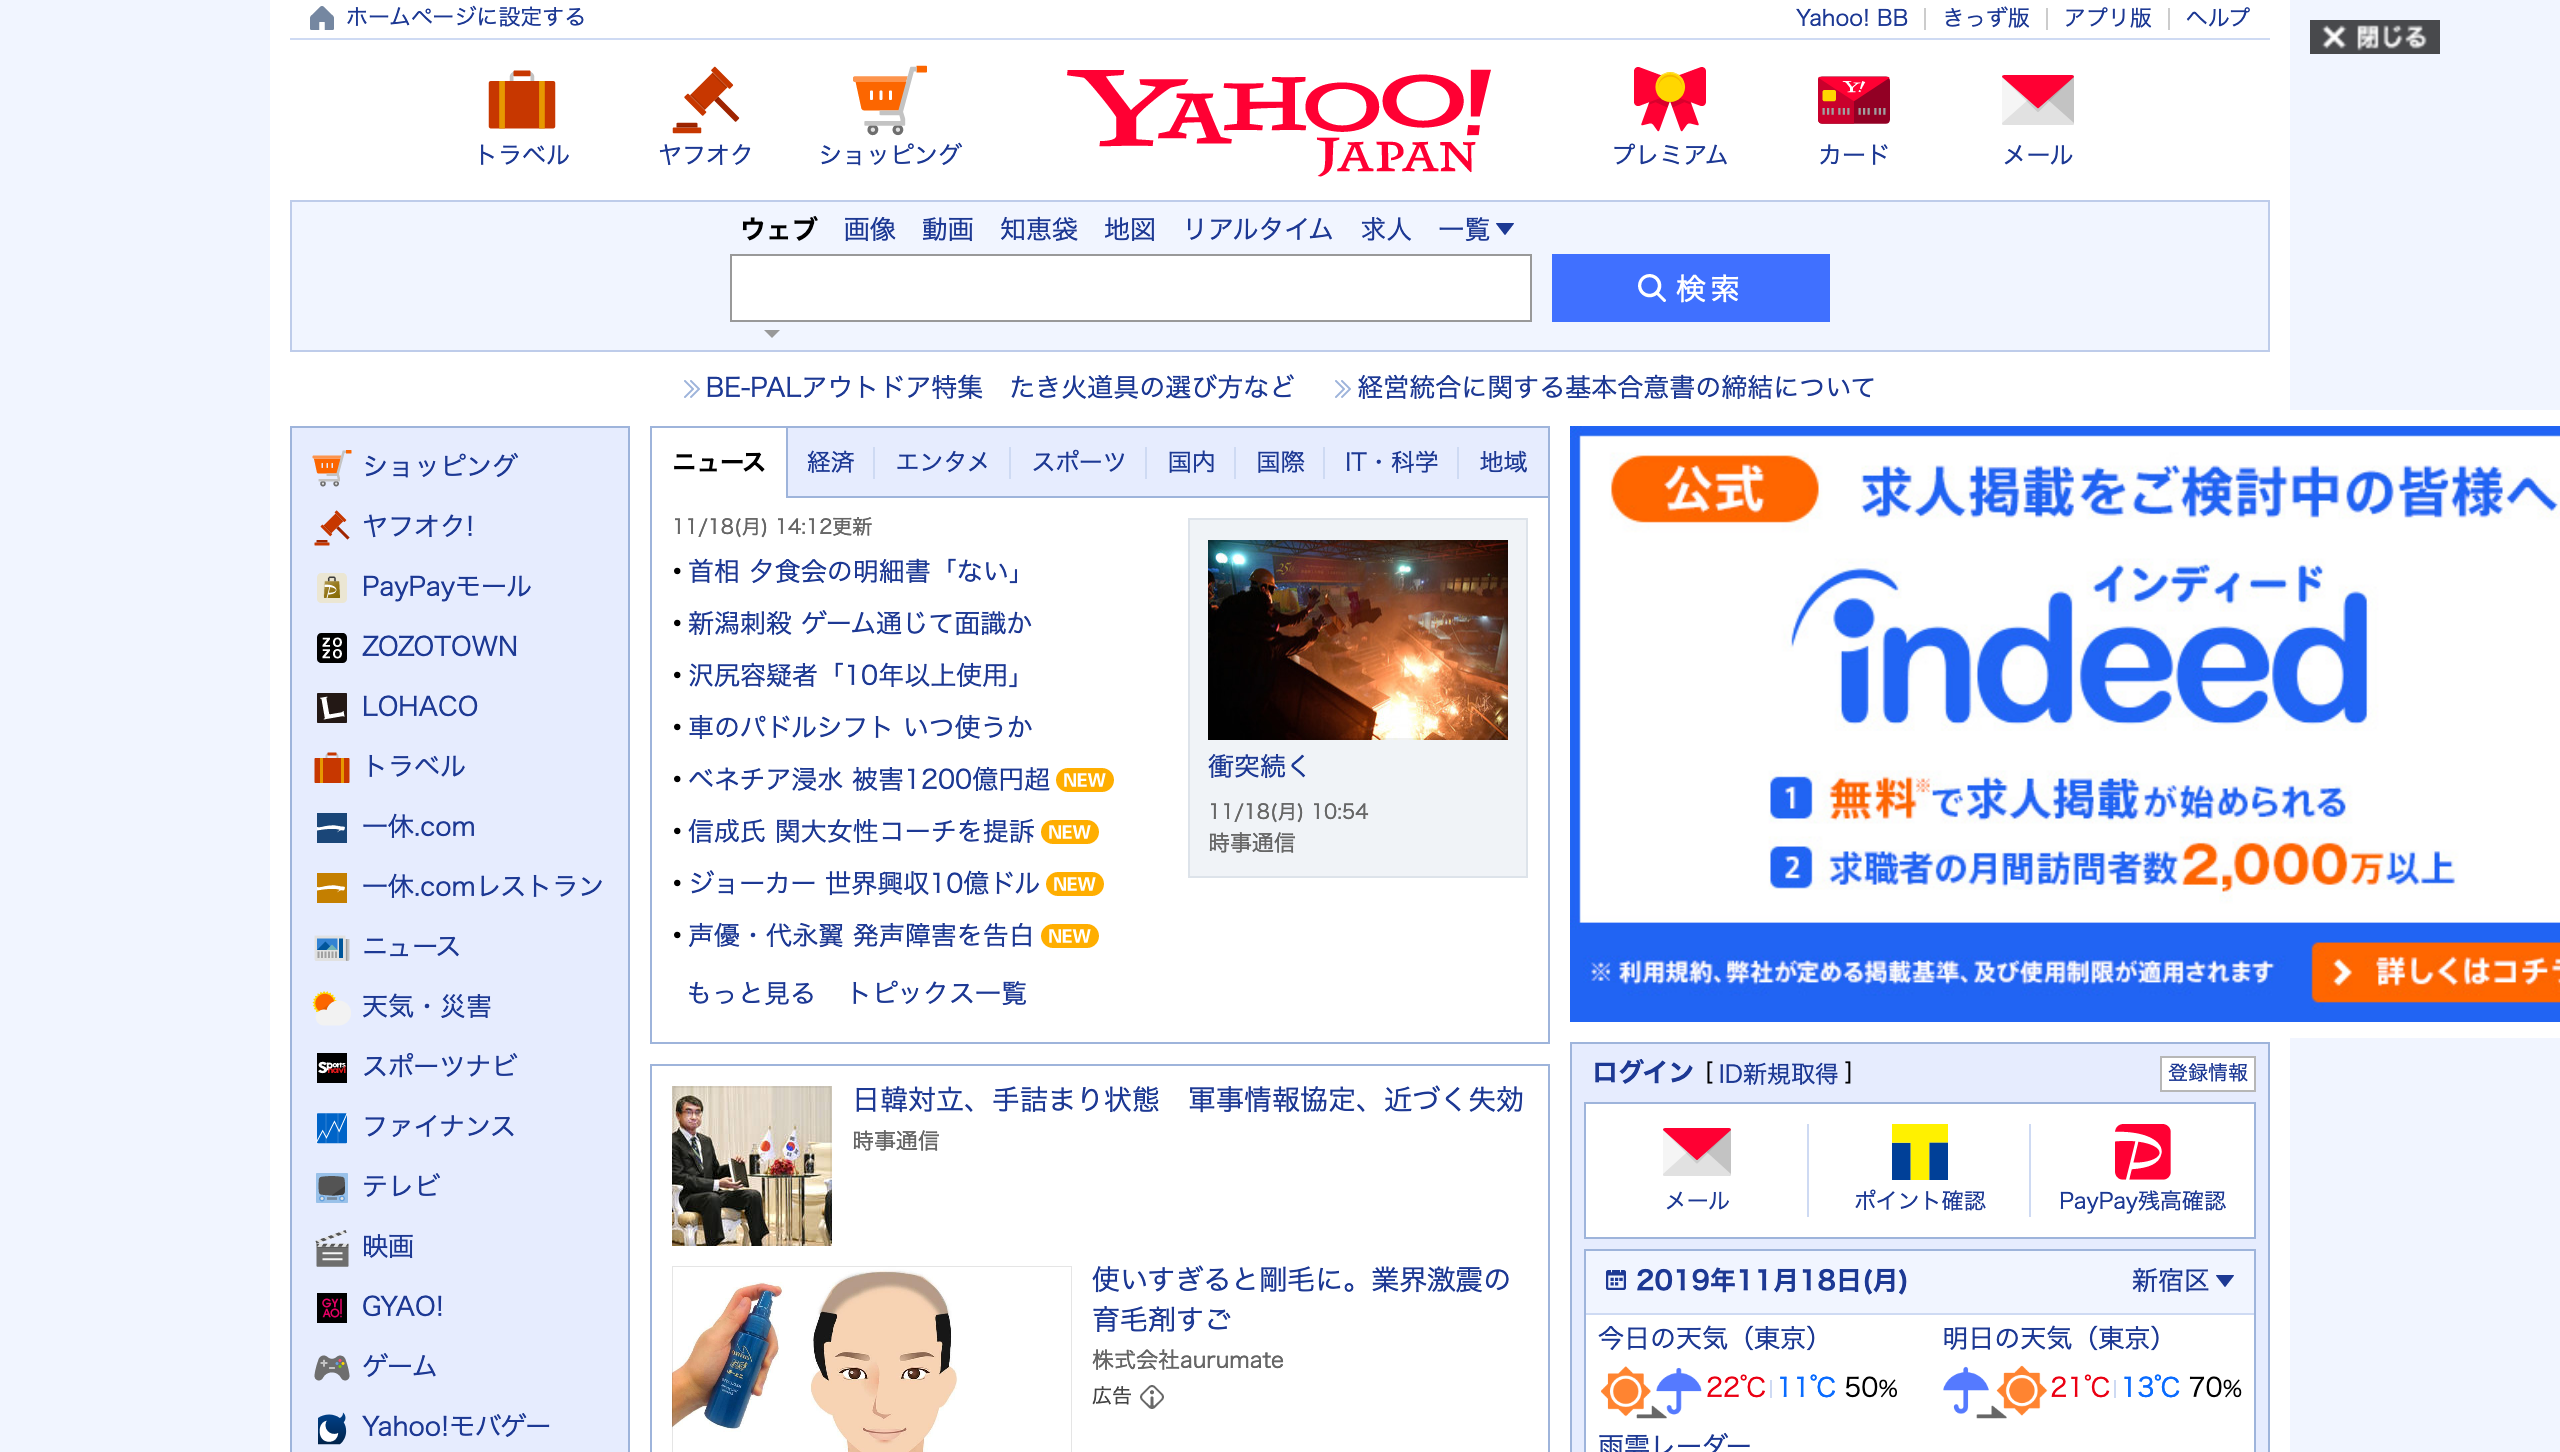 ホームページに設定する
Yahoo! BB
きっず版
アプリ版
ヘルプ
閉じる
トラベル
ヤフオク
ショッピング
YAHOO! JAPAN
プレミアム
カード
メール
ウェブ 画像 動画 知恵袋 地図 リアルタイム 求人 一覧
検索
BE-PALアウトドア特集 たき火道具の選び方など
経営統合に関する基本合意書の締結について
ショッピング
ヤフオク!
PayPayモール
ZOZOTOWN
LOHACO
トラベル
一休.com
一休.comレストラン
ニュース
天気・災害
スポーツナビ
ファイナンス
テレビ
映画
GYAO!
ゲーム
Yahoo!モバゲー
ニュース 経済 エンタメ スポーツ 国内 国際 IT・科学 地域
11/18(月) 14:12更新
・首相 夕食会の明細書「ない」
・新潟刺殺 ゲーム通じて面識か
・沢尻容疑者「10年以上使用」
・車のパドルシフト いつ使うか
・ベネチア浸水 被害1200億円超 NEW
・信成氏 関大女性コーチを提訴 NEW
・ジョーカー 世界興収10億ドル NEW
・声優・代永翼 発声障害を告白 NEW
もっと見る トピックス一覧
衝突続く
11/18(月) 10:54
時事通信
日韓対立、手詰まり状態 軍事情報協定、近づく失効
時事通信
使いすぎると剛毛に。業界激震の
育毛剤すご
株式会社aurumate
広告
公式 求人掲載をご検討中の皆様へ
インディード
indeed
1 無料※で求人掲載が始められる
2 求職者の月間訪問者数2,000万以上
※ 利用規約、弊社が定める掲載基準、及び使用制限が適用されます
詳しくはコチ
ログイン [ ID新規取得 ]
登録情報
メール
ポイント確認
PayPay残高確認
2019年11月18日(月)
新宿区
今日の天気（東京）
22℃ 11℃ 50%
明日の天気（東京）
21℃ 13℃ 70%
雨雲レーダー